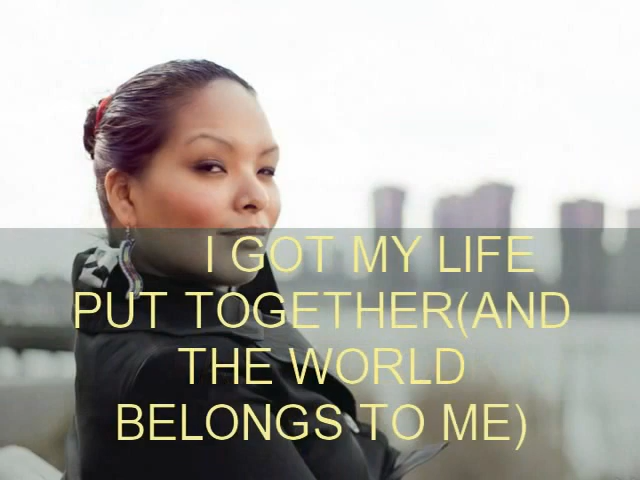 I GOT MY LIFE
PUT TOGETHER(AND
THE WORLD
BELONGS TO ME)